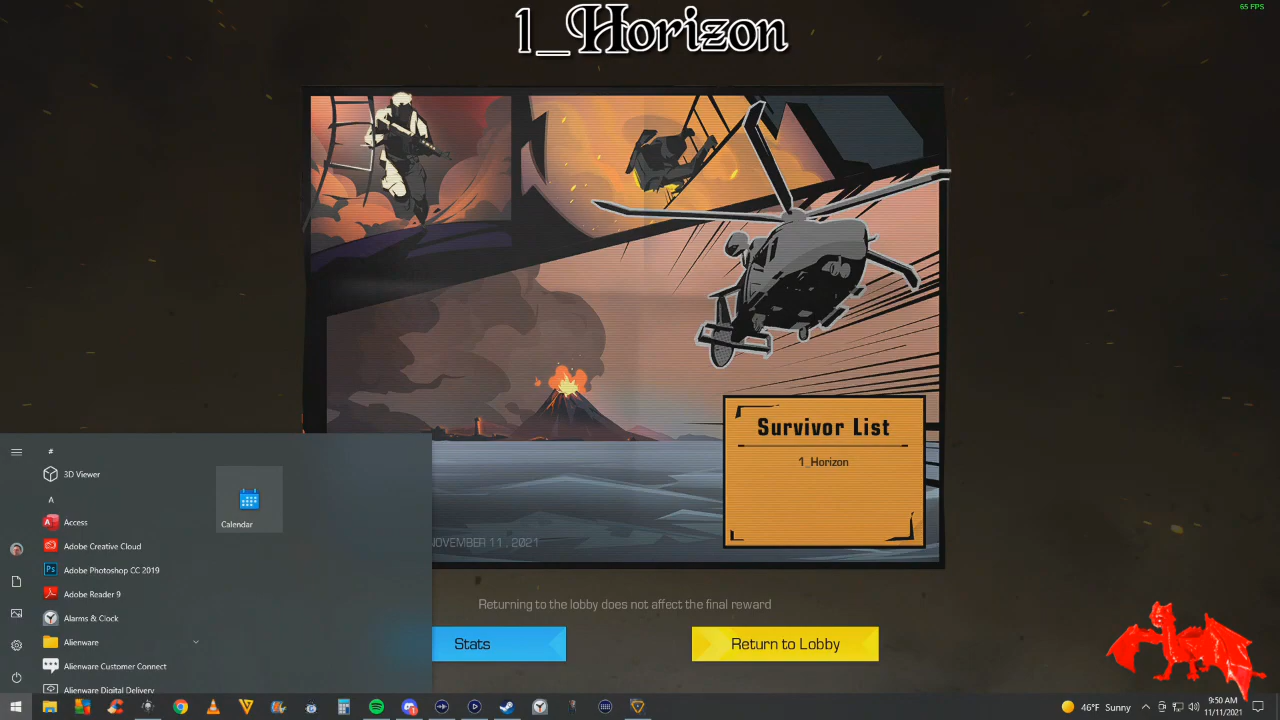 65 FPS
1_Horizon
Survivor List
1_Horizon
#
3D Viewer
A
Access
Adobe Creative Cloud
Adobe Photoshop CC 2019
Adobe Reader 9
Alarms & Clock
Alienware
Alienware Customer Connect
Alienware Digital Delivery
Calendar
NOVEMBER 11, 2021
Returning to the lobby does not affect the final reward
Stats
Return to Lobby
46°F Sunny
9:50 AM
11/11/2021